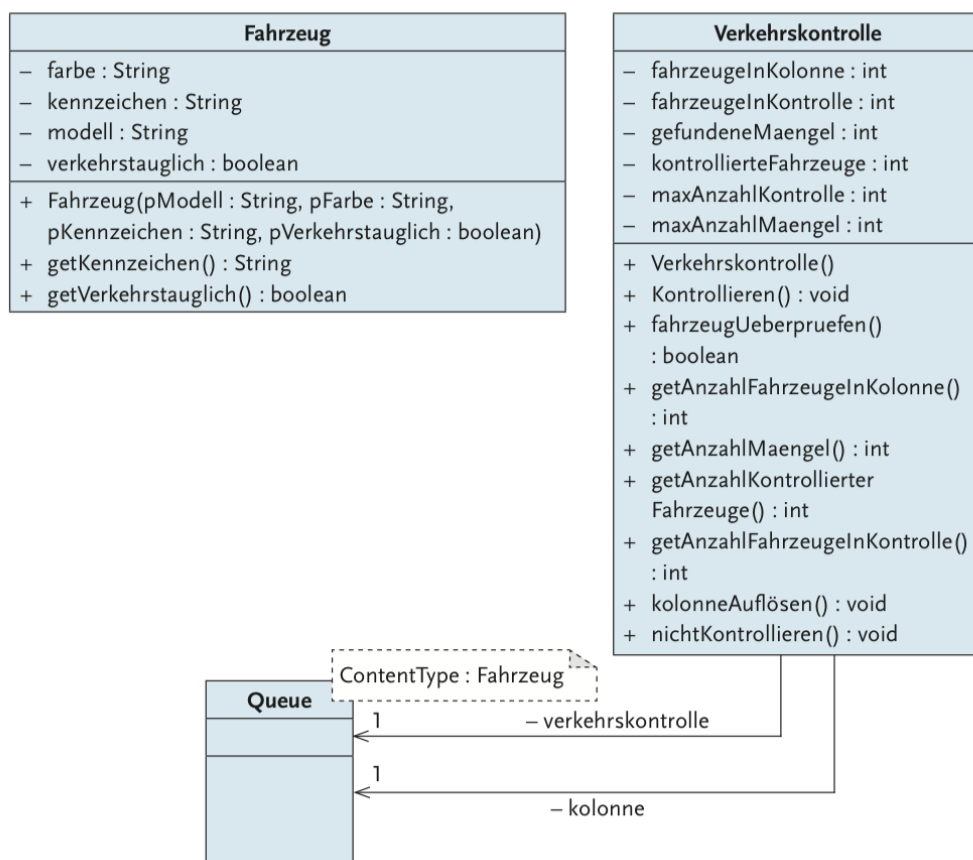 Fahrzeug
– farbe : String
– kennzeichen : String
– modell : String
– verkehrstauglich : boolean
+ Fahrzeug(pModell : String, pFarbe : String,
pKennzeichen : String, pVerkehrstauglich : boolean)
+ getKennzeichen() : String
+ getVerkehrstauglich() : boolean
Verkehrskontrolle
– fahrzeugeInKolonne : int
– fahrzeugeInKontrolle : int
– gefundeneMaengel : int
– kontrollierteFahrzeuge : int
– maxAnzahlKontrolle : int
– maxAnzahlMaengel : int
+ Verkehrskontrolle()
+ Kontrollieren() : void
+ fahrzeugUeberpruefen()
: boolean
+ getAnzahlFahrzeugeInKolonne()
: int
+ getAnzahlMaengel() : int
+ getAnzahlKontrollierter
Fahrzeuge() : int
+ getAnzahlFahrzeugeInKontrolle()
: int
+ kolonneAuflösen() : void
+ nichtKontrollieren() : void
ContentType : Fahrzeug
Queue
1
– verkehrskontrolle
1
– kolonne